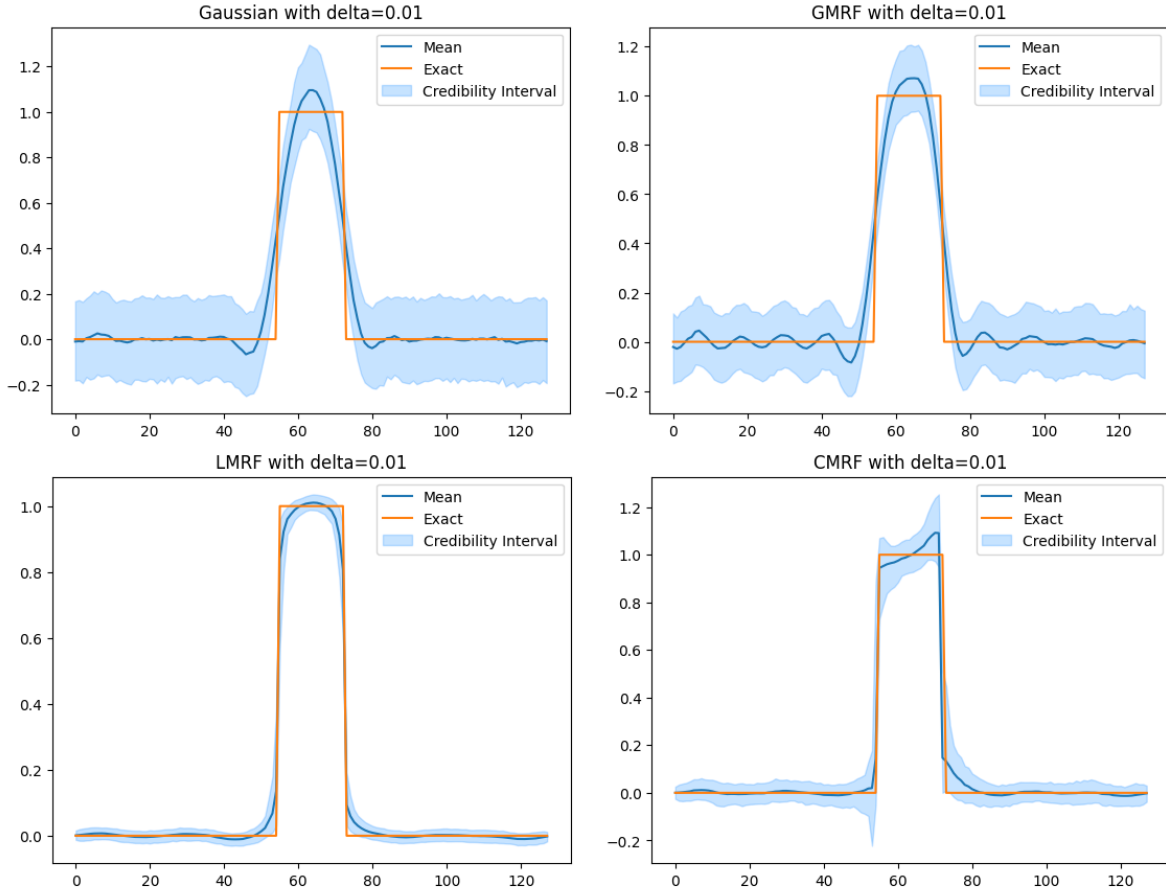 Gaussian with delta=0.01
Mean
Exact
Credibility Interval
1.2
1.0
0.8
0.6
0.4
0.2
0.0
−0.2
0 20 40 60 80 100 120
GMRF with delta=0.01
Mean
Exact
Credibility Interval
1.2
1.0
0.8
0.6
0.4
0.2
0.0
−0.2
0 20 40 60 80 100 120
LMRF with delta=0.01
Mean
Exact
Credibility Interval
1.0
0.8
0.6
0.4
0.2
0.0
0 20 40 60 80 100 120
CMRF with delta=0.01
Mean
Exact
Credibility Interval
1.2
1.0
0.8
0.6
0.4
0.2
0.0
−0.2
0 20 40 60 80 100 120